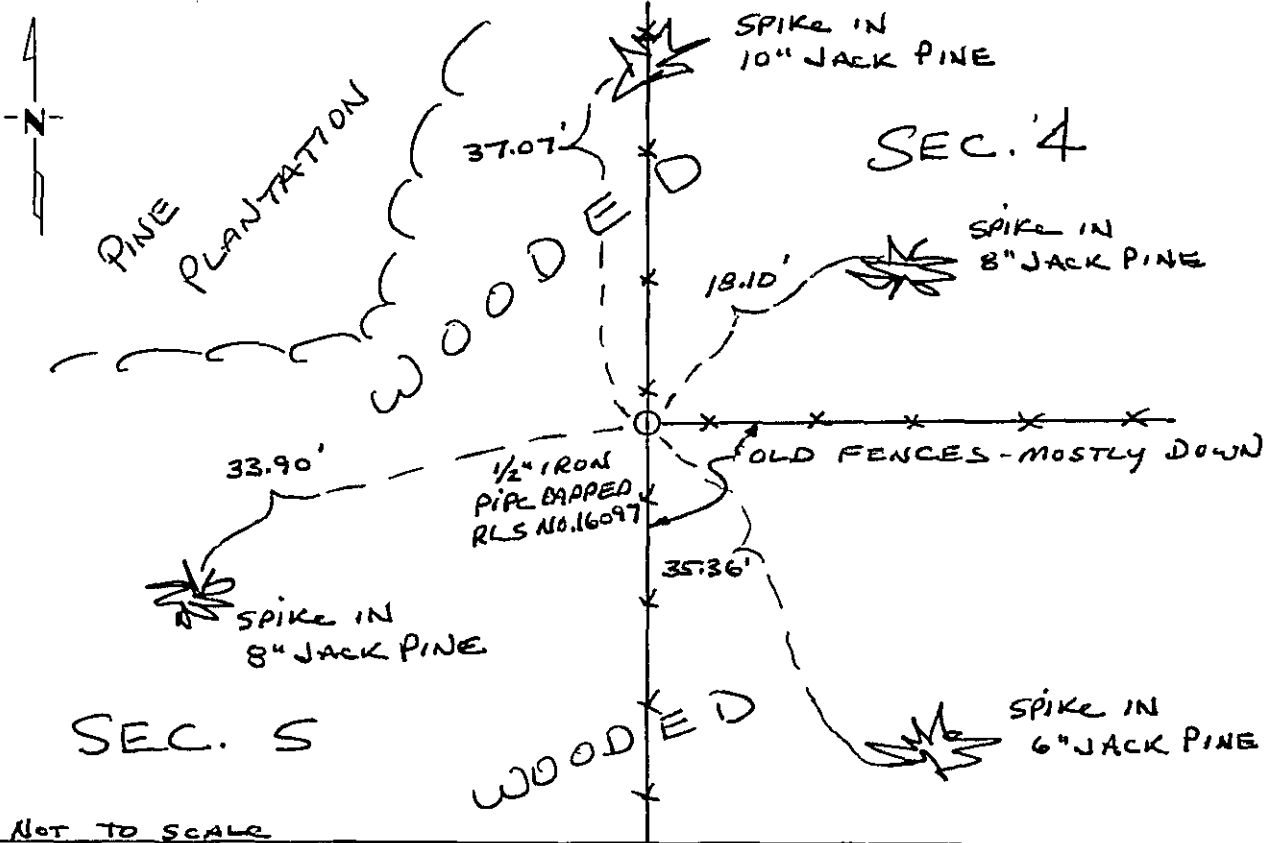 SPIKE IN
10" JACK PINE
N
PINE
PLANTATION
37.07'
SEC. 4
WOODED
SPIKE IN
8" JACK PINE
18.10'
OLD FENCES - MOSTLY DOWN
33.90'
1/2" IRON
PIPE CAPPED
RLS NO. 16097
35.36'
SPIKE IN
8" JACK PINE
SEC. 5
WOODED
SPIKE IN
6" JACK PINE
NOT TO SCALE